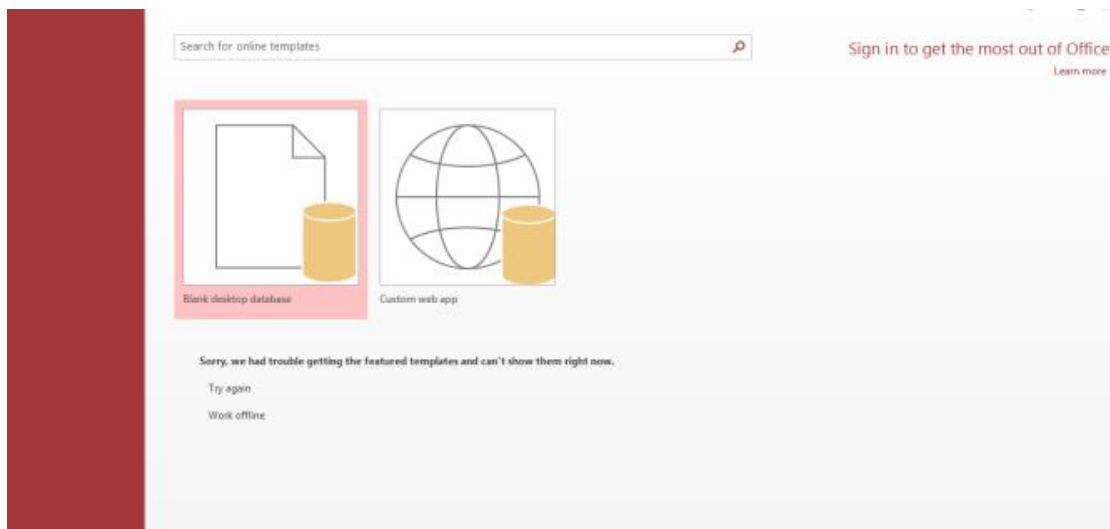 Search for online templates
Sign in to get the most out of Office
Learn more
Blank desktop database
Custom web app
Sorry, we had trouble getting the featured templates and can't show them right now.
Try again
Work offline